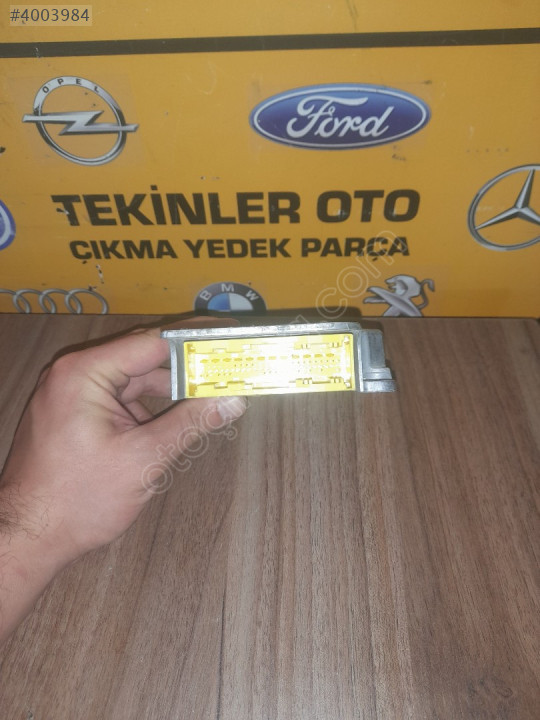 #4003984
OPEL
Ford
TEKİNLER OTO
ÇIKMA YEDEK PARÇA
BMW